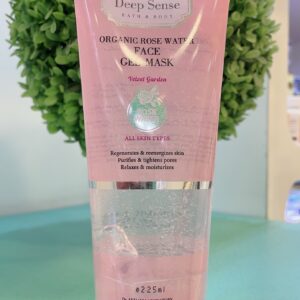 Deep Sense
BATH & BODY
ORGANIC ROSE WATER
FACE
GEL MASK
Velvet Garden
ALL SKIN TYPES
Regenerates & reenergizes skin
Purifies & tightens pores
Relaxes & moisturizes
e225ml